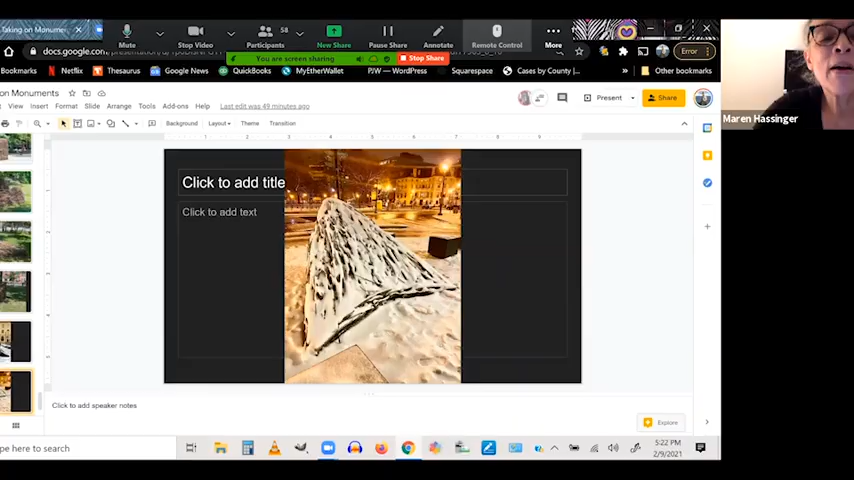 Taking on Monume
Mute
Stop Video
58
Participants
New Share
Pause Share
Annotate
Remote Control
More
You are screen sharing
Stop Share
docs.google.com
Error
Bookmarks
Netflix
Thesaurus
Google News
QuickBooks
MyEtherWallet
PJW — WordPress
Squarespace
Cases by County |...
Other bookmarks
on Monuments
View
Insert
Format
Slide
Arrange
Tools
Add-ons
Help
Last edit was 49 minutes ago
Present
Share
Background
Layout
Theme
Transition
Maren Hassinger
Click to add title
Click to add text
Click to add speaker notes
Explore
pe here to search
5:22 PM
2/9/2021